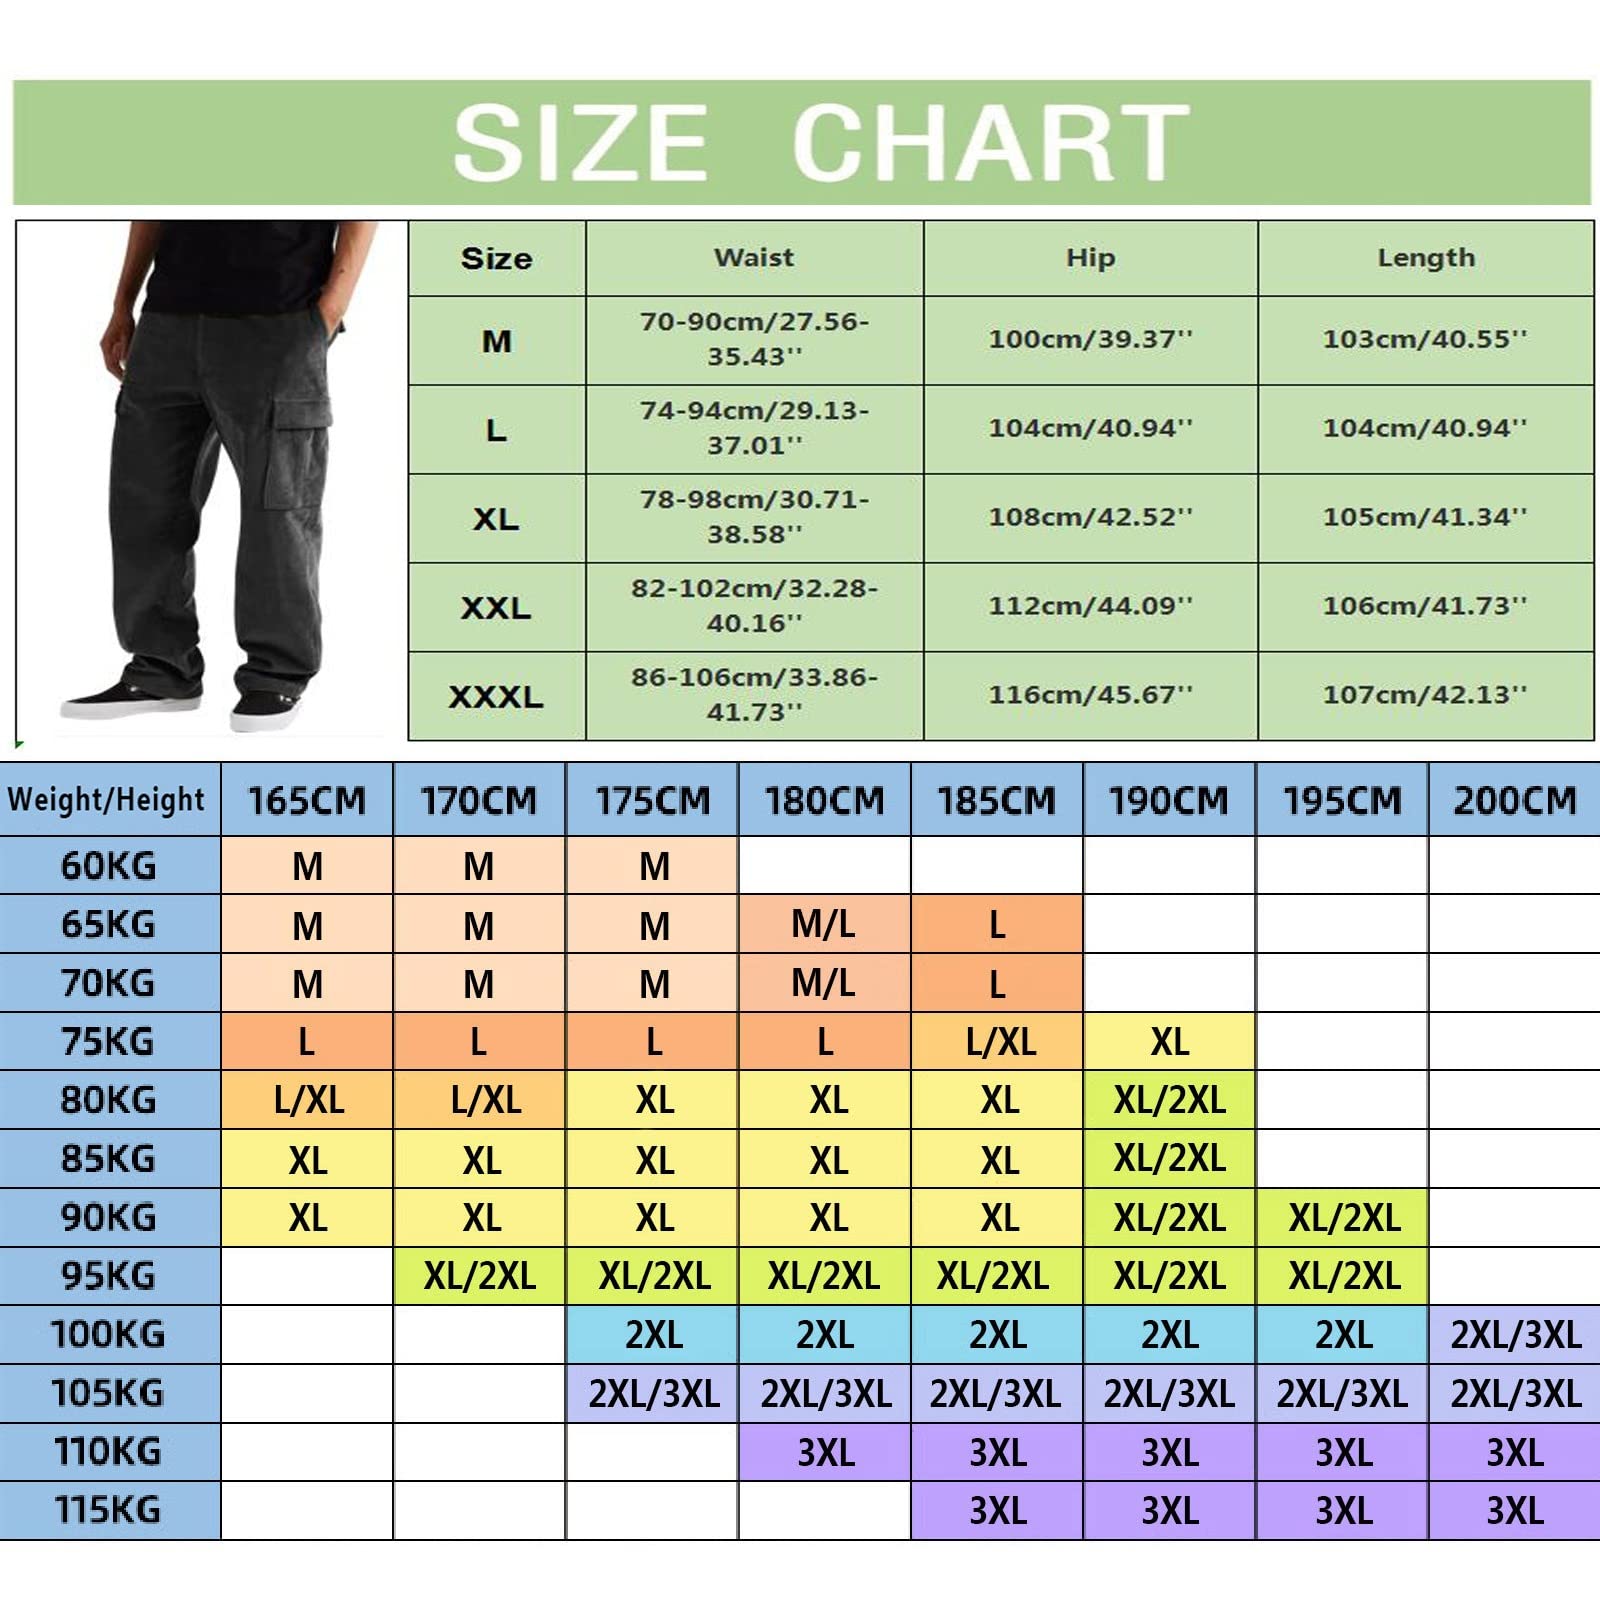 SIZE CHART
Size Waist Hip Length
M 70-90cm/27.56-35.43'' 100cm/39.37'' 103cm/40.55''
L 74-94cm/29.13-37.01'' 104cm/40.94'' 104cm/40.94''
XL 78-98cm/30.71-38.58'' 108cm/42.52'' 105cm/41.34''
XXL 82-102cm/32.28-40.16'' 112cm/44.09'' 106cm/41.73''
XXXL 86-106cm/33.86-41.73'' 116cm/45.67'' 107cm/42.13''
Weight/Height 165CM 170CM 175CM 180CM 185CM 190CM 195CM 200CM
60KG M M M
65KG M M M M/L L
70KG M M M M/L L
75KG L L L L L/XL XL
80KG L/XL L/XL XL XL XL XL/2XL
85KG XL XL XL XL XL XL/2XL
90KG XL XL XL XL XL XL/2XL XL/2XL
95KG XL/2XL XL/2XL XL/2XL XL/2XL XL/2XL XL/2XL
100KG 2XL 2XL 2XL 2XL 2XL 2XL/3XL
105KG 2XL/3XL 2XL/3XL 2XL/3XL 2XL/3XL 2XL/3XL 2XL/3XL
110KG 3XL 3XL 3XL 3XL 3XL
115KG 3XL 3XL 3XL 3XL